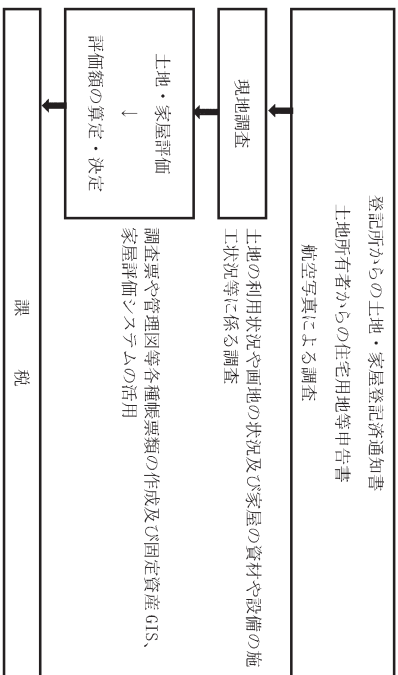 登記所からの土地・家屋登記済通知書
土地所有者からの住宅用地等申告書
航空写真による調査
現地調査
土地の利用状況や画地の状況及び家屋の資材や設備の施
工状況等に係る調査
土地・家屋評価
↓
評価額の算定・決定
調査票や管理図等各種帳票類の作成及び固定資産GIS、
家屋評価システムの活用
課　税